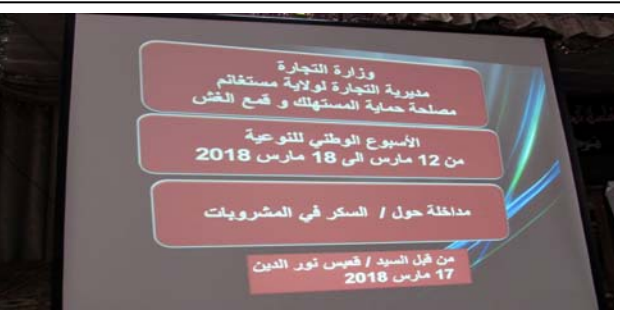 وزارة التجارة
مديرية التجارة لولاية مستغانم
مصلحة حماية المستهلك و قمع الغش
الأسبوع الوطني للنوعية
من 12 مارس الى 18 مارس 2018
مداخلة حول / السكر في المشروبات
من قبل السيد / قعيس نور الدين
17 مارس 2018